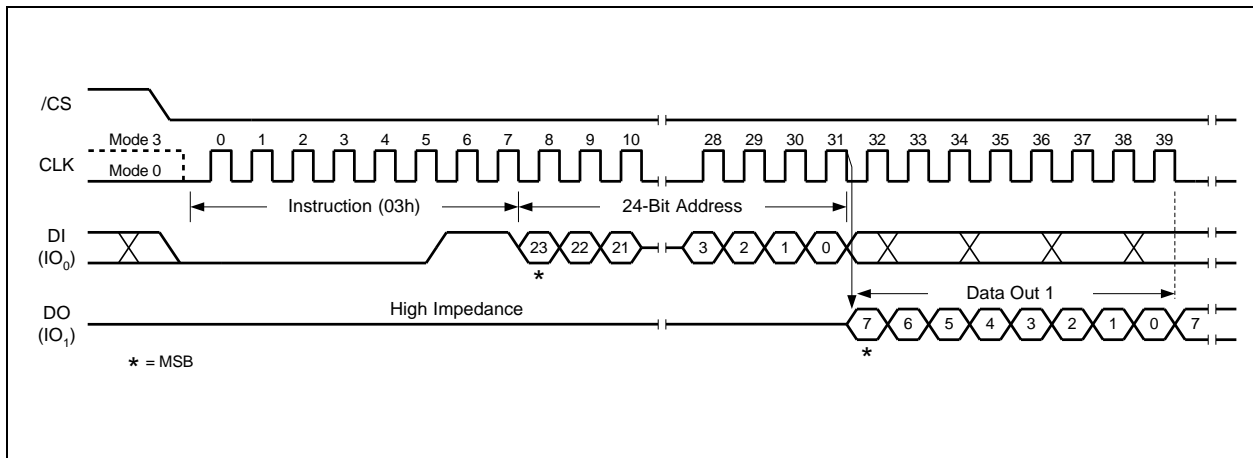 /CS
Mode 3 0 1 2 3 4 5 6 7 8 9 10 28 29 30 31 32 33 34 35 36 37 38 39
CLK Mode 0
Instruction (03h) 24-Bit Address
DI
(IO0) 23 22 21 3 2 1 0
*
Data Out 1
DO High Impedance
(IO1) 7 6 5 4 3 2 1 0 7
*
* = MSB